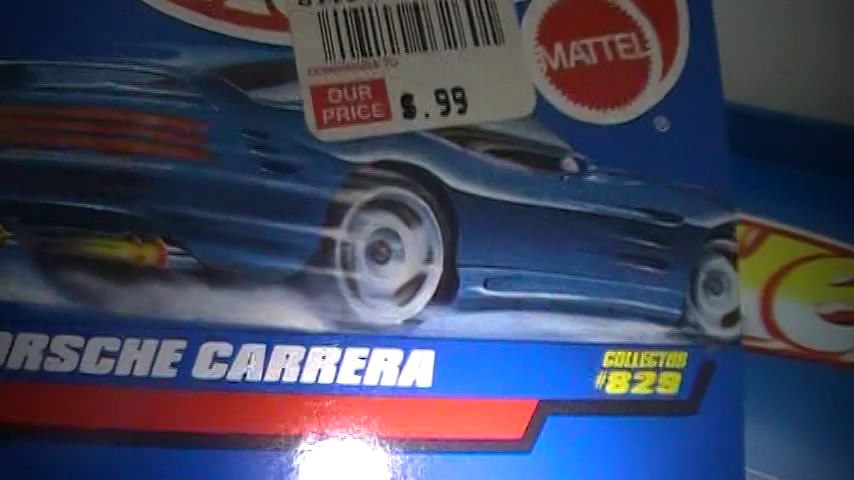 MATTEL
OUR
PRICE
$.99
ORSCHE CARRERA
COLLECTOR
#829